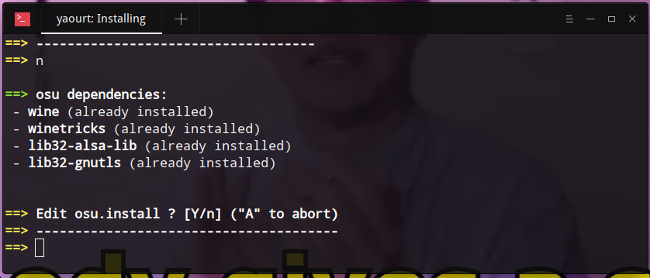 yaourt: Installing
==> -----------------------------------
==> n
==> osu dependencies:
- wine (already installed)
- winetricks (already installed)
- lib32-alsa-lib (already installed)
- lib32-gnutls (already installed)
==> Edit osu.install ? [Y/n] ("A" to abort)
==> --------------------------------------
==>